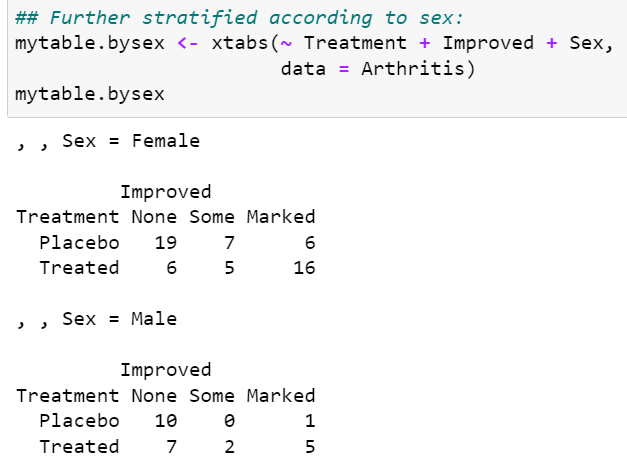 ## Further stratified according to sex:
mytable.bysex <- xtabs(~ Treatment + Improved + Sex,
                       data = Arthritis)
mytable.bysex
, , Sex = Female
         Improved
Treatment None Some Marked
  Placebo   19    7      6
  Treated    6    5     16
, , Sex = Male
         Improved
Treatment None Some Marked
  Placebo   10    0      1
  Treated    7    2      5